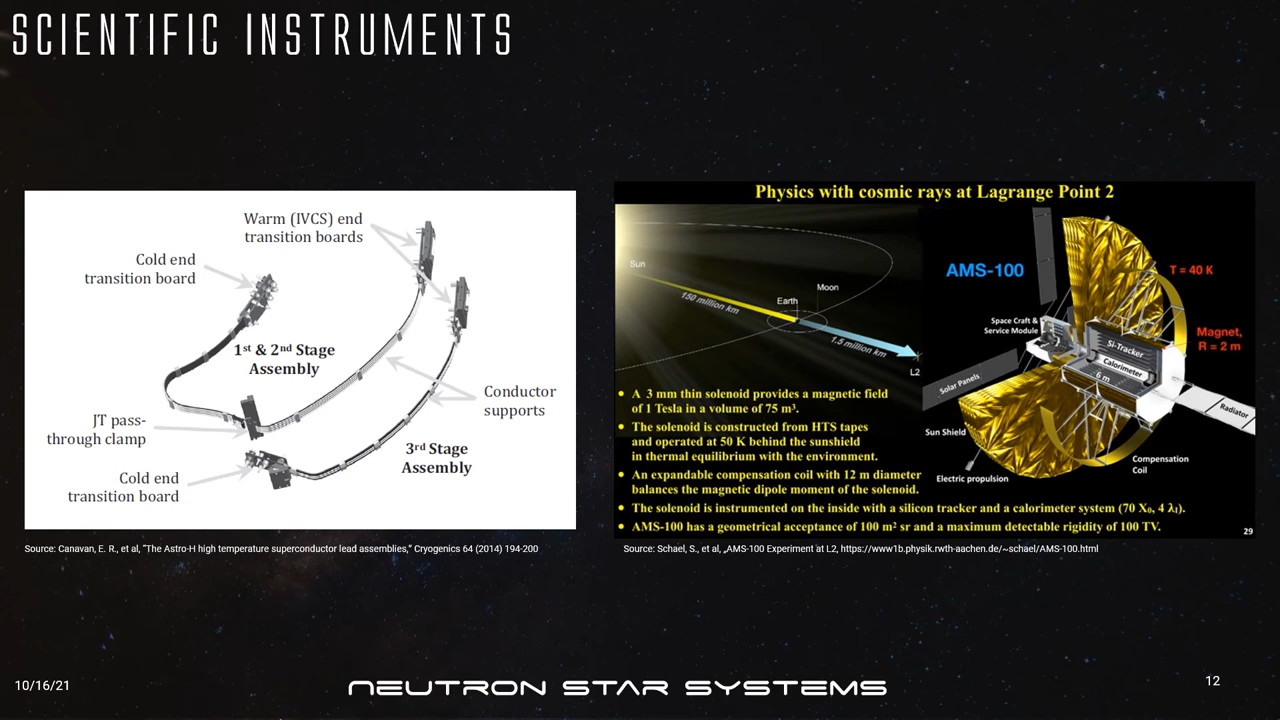 SCIENTIFIC INSTRUMENTS
Warm (IVCS) end
transition boards
Cold end
transition board
1st & 2nd Stage
Assembly
Conductor
supports
JT pass-
through clamp
3rd Stage
Assembly
Cold end
transition board
Source: Canavan, E. R., et al, "The Astro-H high temperature superconductor lead assemblies," Cryogenics 64 (2014) 194-200
Physics with cosmic rays at Lagrange Point 2
Sun
150 million km
Earth
Moon
1.5 million km
L2
AMS-100
T = 40 K
Space Craft &
Service Module
Magnet,
R = 2 m
Si-Tracker
Calorimeter
6 m
Solar Panels
Radiator
Sun Shield
Compensation
Coil
Electric propulsion
• A 3 mm thin solenoid provides a magnetic field
of 1 Tesla in a volume of 75 m³.
• The solenoid is constructed from HTS tapes
and operated at 50 K behind the sunshield
in thermal equilibrium with the environment.
• An expandable compensation coil with 12 m diameter
balances the magnetic dipole moment of the solenoid.
• The solenoid is instrumented on the inside with a silicon tracker and a calorimeter system (70 X₀, 4 λI).
• AMS-100 has a geometrical acceptance of 100 m² sr and a maximum detectable rigidity of 100 TV.
29
Source: Schael, S., et al, „AMS-100 Experiment at L2, https://www1b.physik.rwth-aachen.de/~schael/AMS-100.html
10/16/21
NEUTRON STAR SYSTEMS
12